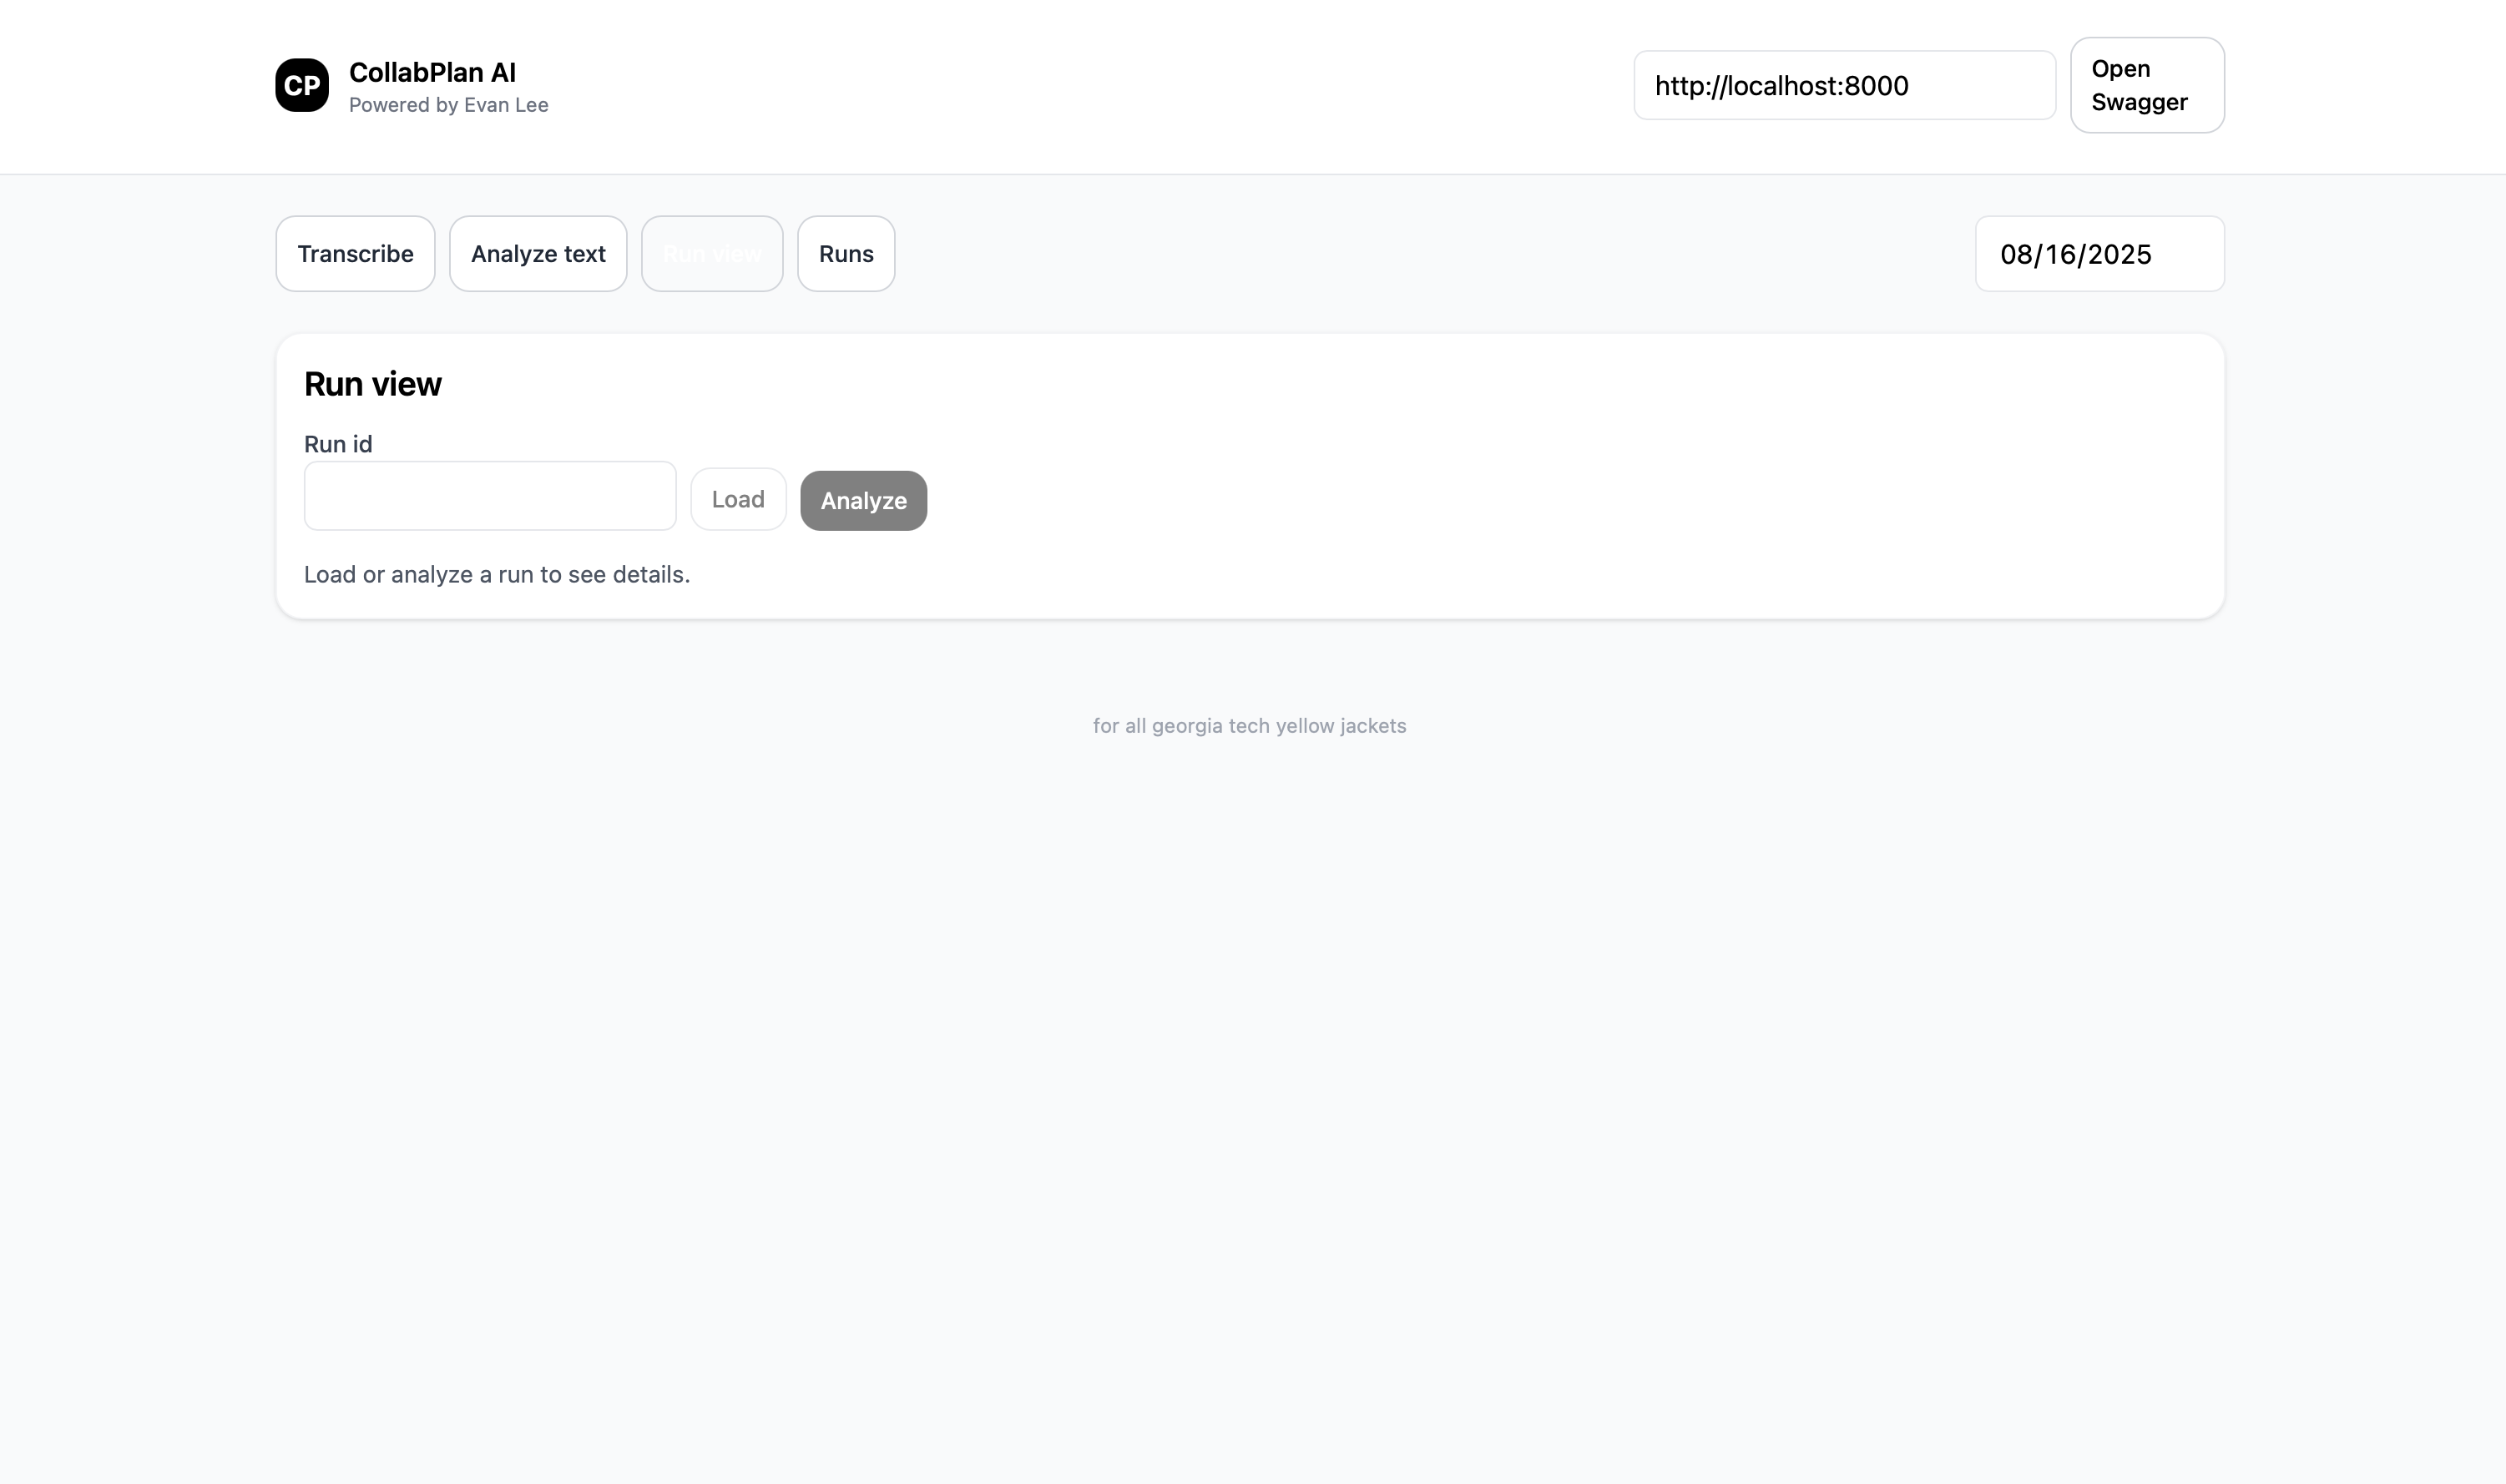 CP
CollabPlan AI
Powered by Evan Lee
http://localhost:8000
Open
Swagger
Transcribe
Analyze text
Run view
Runs
08/16/2025
Run view
Run id
Load
Analyze
Load or analyze a run to see details.
for all georgia tech yellow jackets